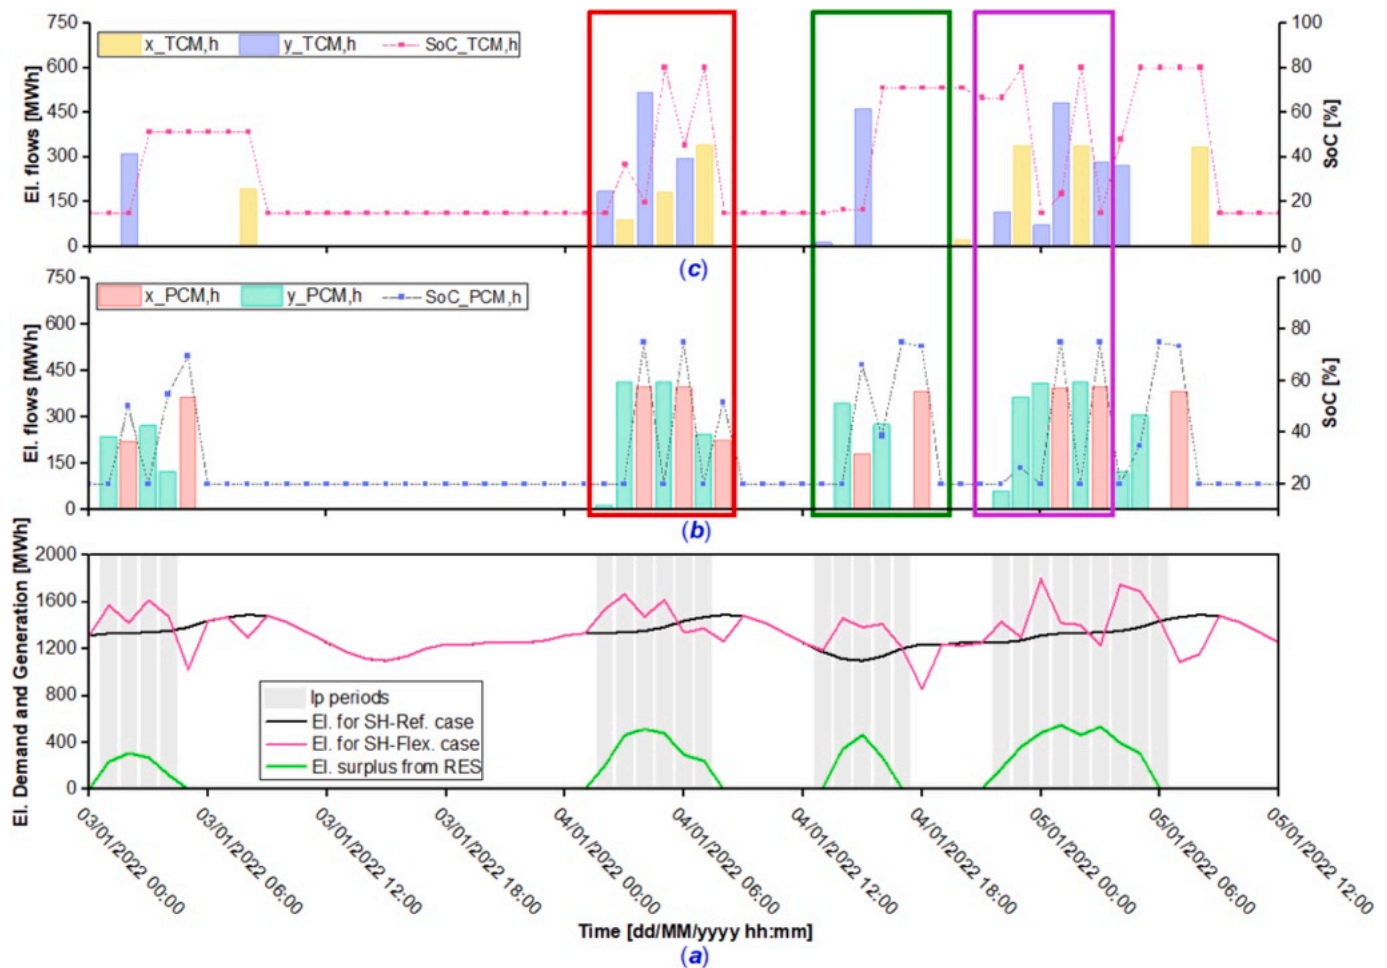 750
600
450
300
150
0
El. flows [MWh]
x_TCM,h
y_TCM,h
SoC_TCM,h
100
80
60
40
20
0
SoC [%]
(c)
750
600
450
300
150
0
El. flows [MWh]
x_PCM,h
y_PCM,h
SoC_PCM,h
100
80
60
40
20
SoC [%]
(b)
2000
1600
1200
800
400
0
El. Demand and Generation [MWh]
Ip periods
El. for SH-Ref. case
El. for SH-Flex. case
El. surplus from RES
03/01/2022 00:00
03/01/2022 06:00
03/01/2022 12:00
03/01/2022 18:00
04/01/2022 00:00
04/01/2022 06:00
04/01/2022 12:00
04/01/2022 18:00
05/01/2022 00:00
05/01/2022 06:00
05/01/2022 12:00
Time [dd/MM/yyyy hh:mm]
(a)